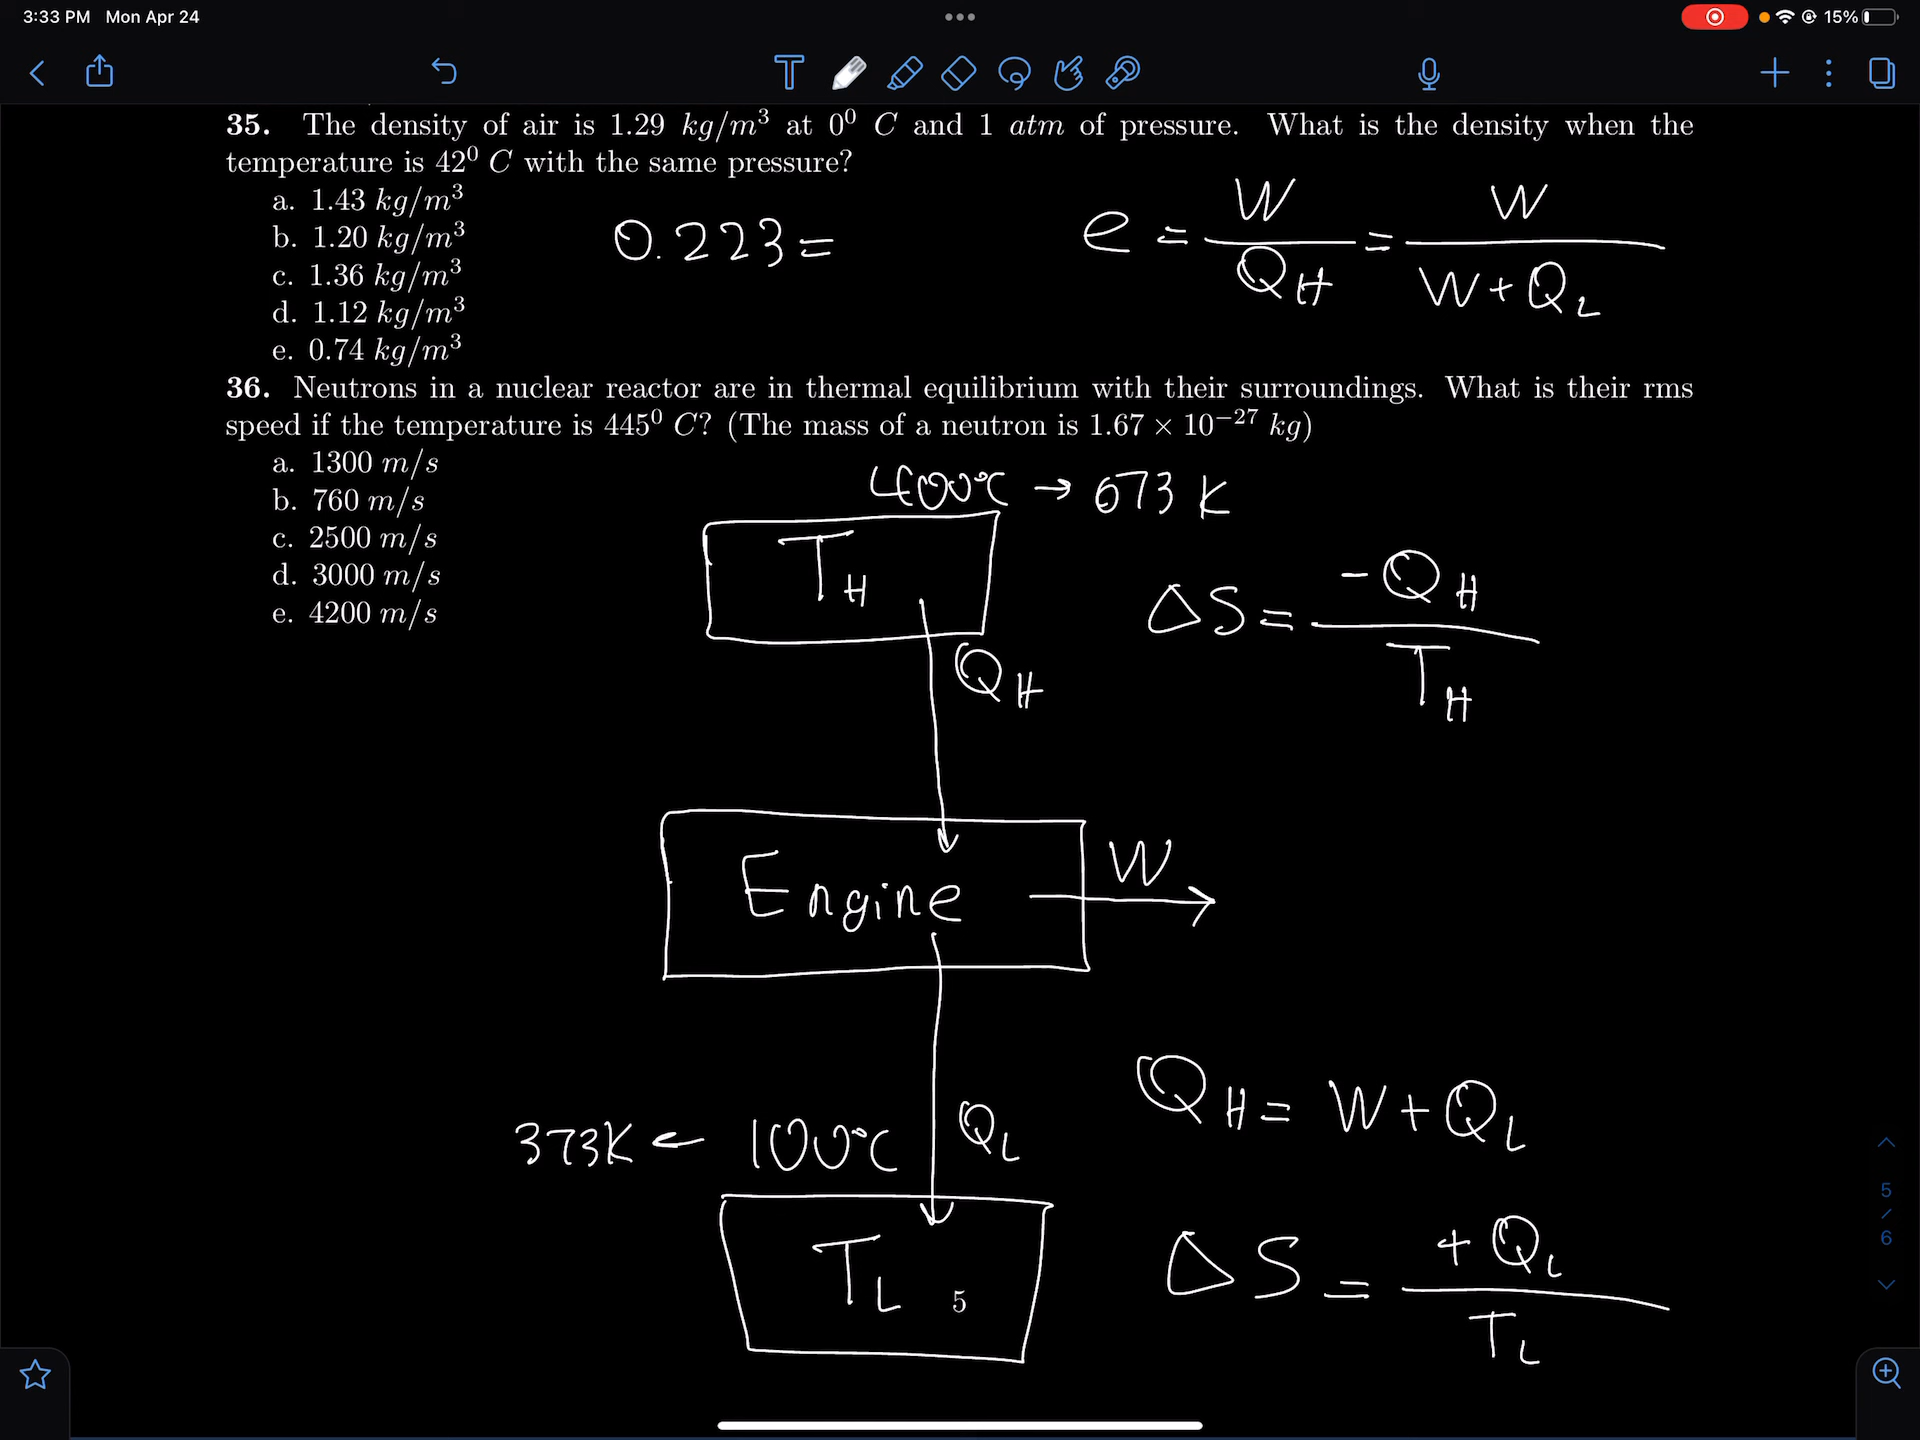 3:33 PM Mon Apr 24
15%
35. The density of air is 1.29 kg/m³ at 0⁰ C and 1 atm of pressure. What is the density when the
temperature is 42⁰ C with the same pressure?
a. 1.43 kg/m³
b. 1.20 kg/m³
c. 1.36 kg/m³
d. 1.12 kg/m³
e. 0.74 kg/m³
0.223 =
e = W/Q_H = W/(W+Q_L)
36. Neutrons in a nuclear reactor are in thermal equilibrium with their surroundings. What is their rms
speed if the temperature is 445⁰ C? (The mass of a neutron is 1.67 × 10⁻²⁷ kg)
a. 1300 m/s
b. 760 m/s
c. 2500 m/s
d. 3000 m/s
e. 4200 m/s
400°C → 673 K
T_H
ΔS = -Q_H/T_H
Q_H
Engine
W
Q_H = W + Q_L
373K ← 100°C
Q_L
T_L
5
ΔS = +Q_L/T_L
5
/
6